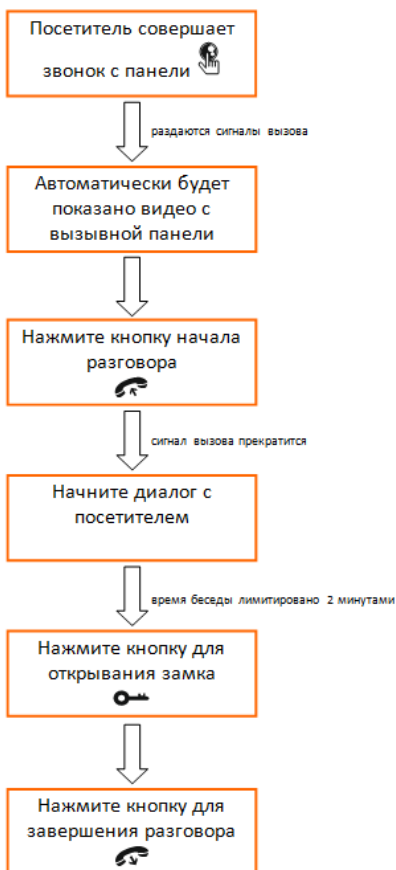 Посетитель совершает
звонок с панели
раздаются сигналы вызова
Автоматически будет
показано видео с
вызывной панели
Нажмите кнопку начала
разговора
сигнал вызова прекратится
Начните диалог с
посетителем
время беседы лимитировано 2 минутами
Нажмите кнопку для
открывания замка
Нажмите кнопку для
завершения разговора